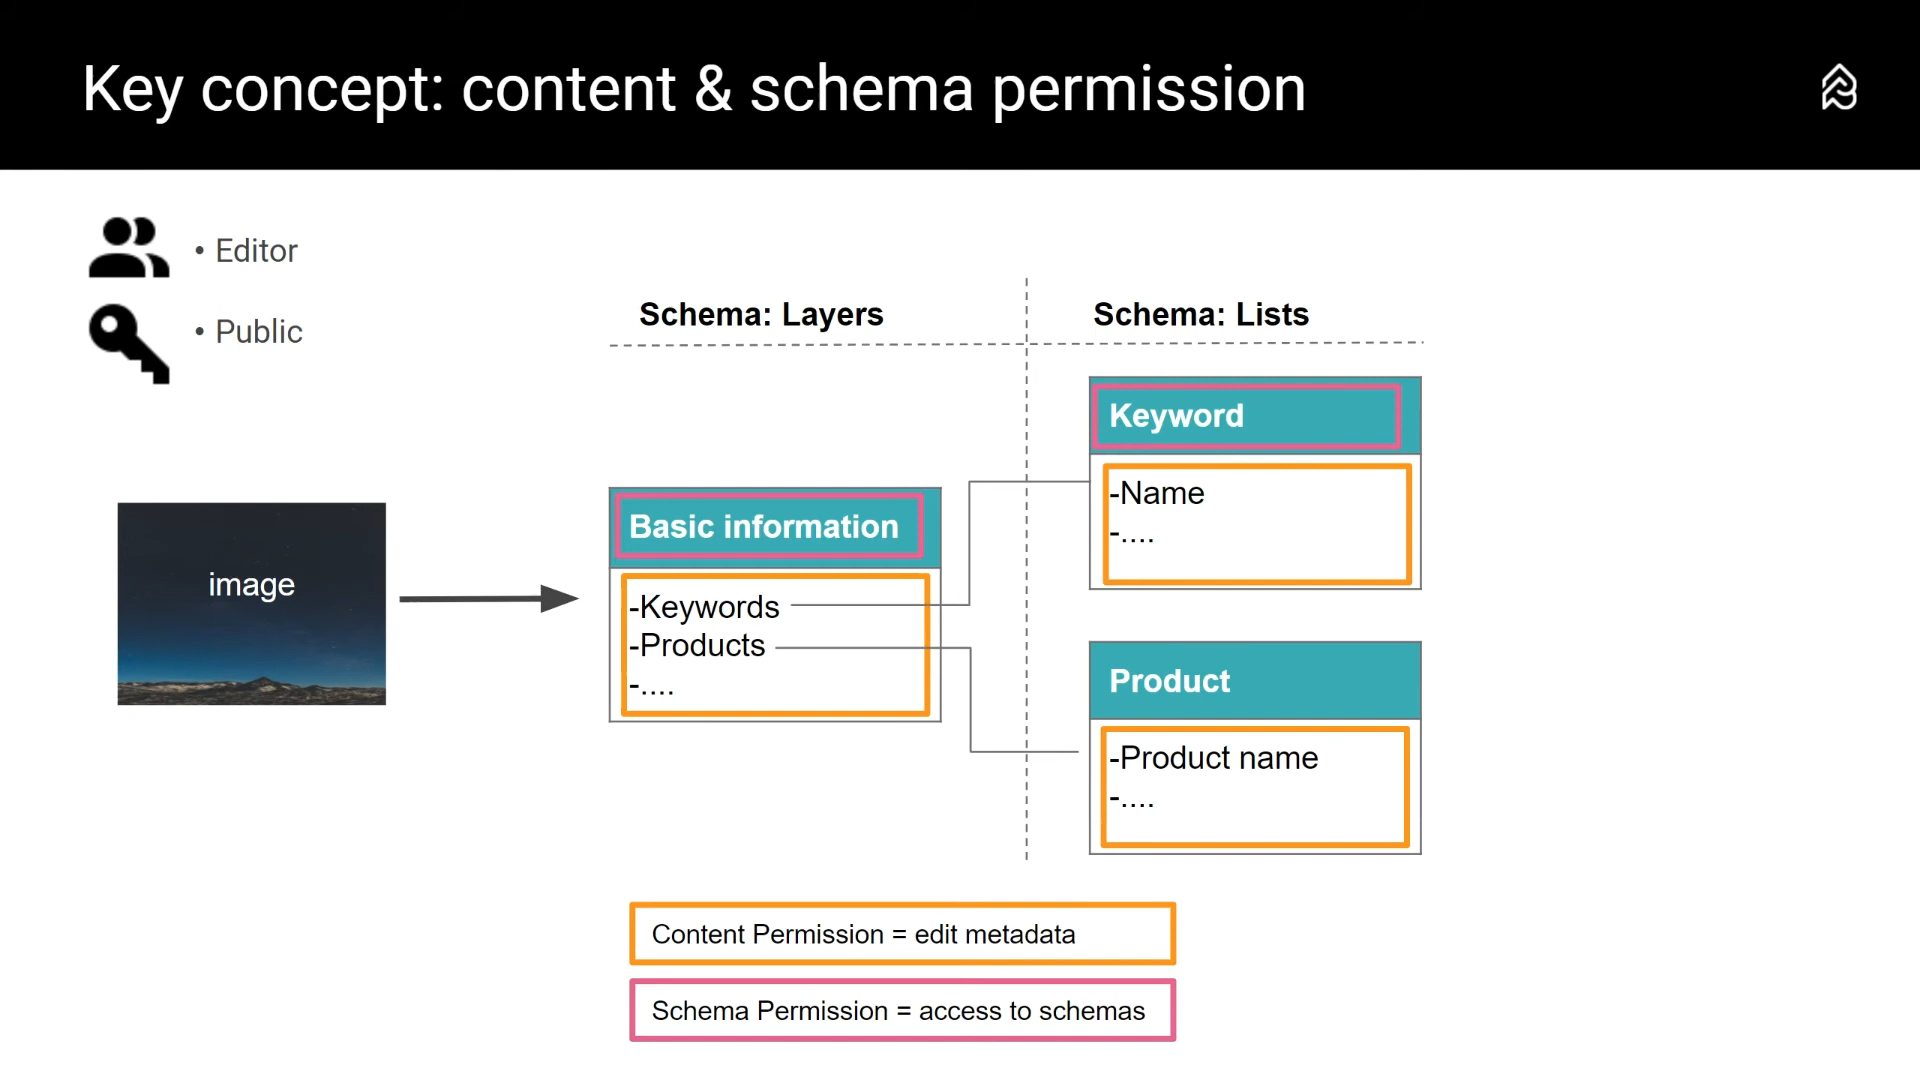 Key concept: content & schema permission
• Editor
• Public
Schema: Layers
Schema: Lists
image
Basic information
-Keywords
-Products
-....
Keyword
-Name
-....
Product
-Product name
-....
Content Permission = edit metadata
Schema Permission = access to schemas